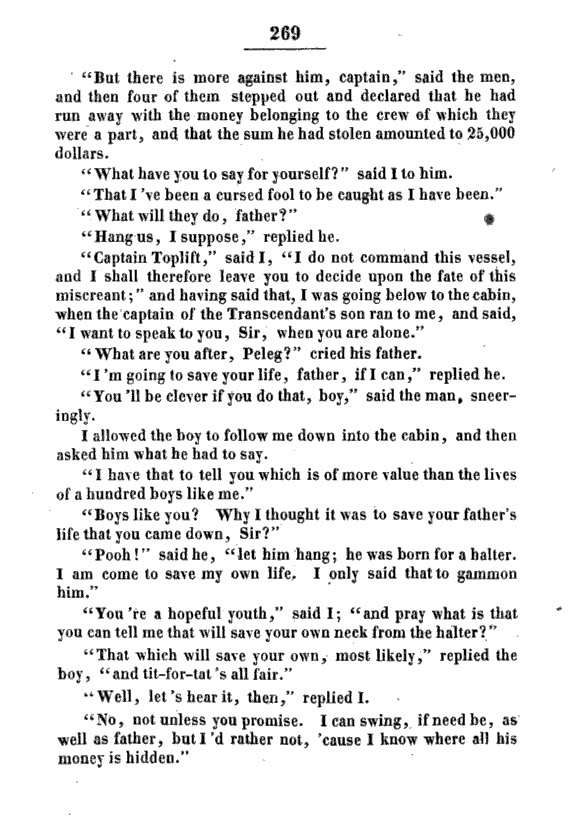 269
“But there is more against him, captain,” said the men,
and then four of them stepped out and declared that he had
run away with the money belonging to the crew of which they
were a part, and that the sum he had stolen amounted to 25,000
dollars.
“What have you to say for yourself?” said I to him.
“That I ’ve been a cursed fool to be caught as I have been.”
“What will they do, father?”
“Hang us, I suppose,” replied he.
“Captain Toplift,” said I, “I do not command this vessel,
and I shall therefore leave you to decide upon the fate of this
miscreant;” and having said that, I was going below to the cabin,
when the captain of the Transcendant’s son ran to me, and said,
“I want to speak to you, Sir, when you are alone.”
“What are you after, Peleg?” cried his father.
“I ’m going to save your life, father, if I can,” replied he.
“You ’ll be clever if you do that, boy,” said the man, sneer-
ingly.
I allowed the boy to follow me down into the cabin, and then
asked him what he had to say.
“I have that to tell you which is of more value than the lives
of a hundred boys like me.”
“Boys like you? Why I thought it was to save your father’s
life that you came down, Sir?”
“Pooh!” said he, “let him hang; he was born for a halter.
I am come to save my own life. I only said that to gammon
him.”
“You ’re a hopeful youth,” said I; “and pray what is that
you can tell me that will save your own neck from the halter?”
“That which will save your own, most likely,” replied the
boy, “and tit-for-tat ’s all fair.”
“Well, let ’s hear it, then,” replied I.
“No, not unless you promise. I can swing, if need be, as
well as father, but I ’d rather not, ’cause I know where all his
money is hidden.”